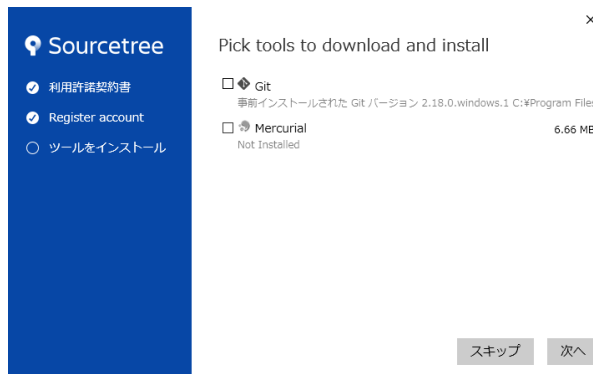 Sourcetree
利用許諾契約書
Register account
ツールをインストール
Pick tools to download and install
Git
事前インストールされた Git バージョン 2.18.0.windows.1 C:¥Program Files
Mercurial
6.66 MB
Not Installed
スキップ
次へ